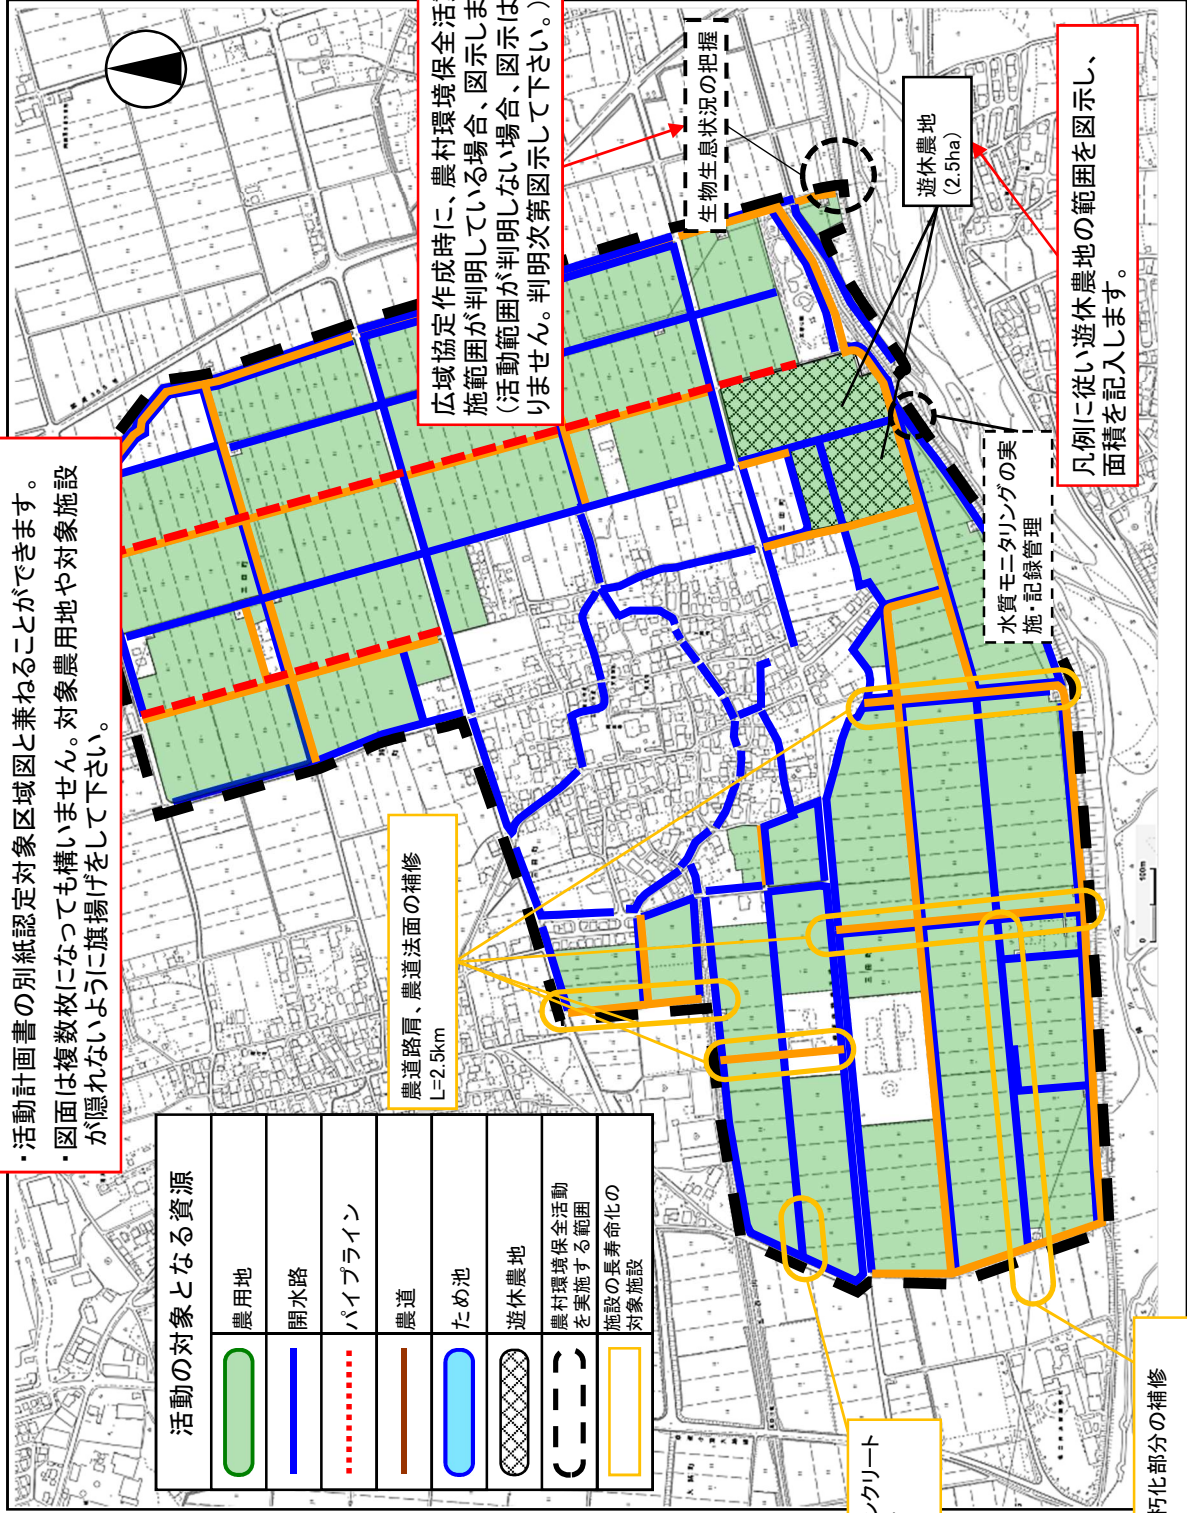 ・活動計画書の別紙認定対象区域図と兼ねることができます。
・図面は複数枚になっても構いません。対象農用地や対象施設
が隠れないように旗揚げをして下さい。
広域協定作成時に、農村環境保全活
施範囲が判明している場合、図示しま
(活動範囲が判明しない場合、図示は
りません。判明次第図示して下さい。)
生物生息状況の把握
遊休農地
(2.5ha)
凡例に従い遊休農地の範囲を図示し、
面積を記入します。
水質モニタリングの実
施・記録管理
農道路肩、農道法面の補修
L=2.5km
活動の対象となる資源
農用地
開水路
パイプライン
農道
ため池
遊休農地
農村環境保全活動
を実施する範囲
施設の長寿命化の
対象施設
ンクリート
朽化部分の補修
0 100m